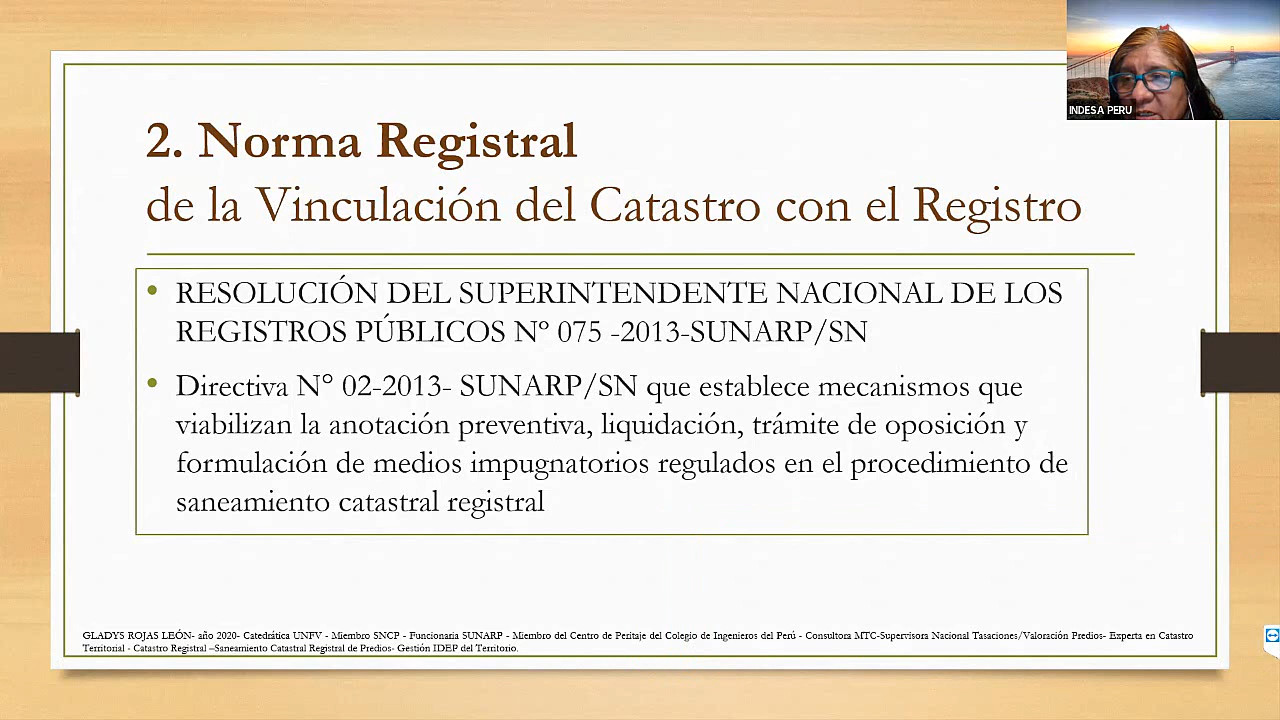 INDESA PERU
2. Norma Registral
de la Vinculación del Catastro con el Registro
• RESOLUCIÓN DEL SUPERINTENDENTE NACIONAL DE LOS
REGISTROS PÚBLICOS Nº 075 -2013-SUNARP/SN
• Directiva N° 02-2013- SUNARP/SN que establece mecanismos que
viabilizan la anotación preventiva, liquidación, trámite de oposición y
formulación de medios impugnatorios regulados en el procedimiento de
saneamiento catastral registral
GLADYS ROJAS LEÓN- año 2020- Catedrática UNFV - Miembro SNCP - Funcionaria SUNARP - Miembro del Centro de Peritaje del Colegio de Ingenieros del Perú - Consultora MTC-Supervisora Nacional Tasaciones/Valoración Predios- Experta en Catastro
Territorial - Catastro Registral –Saneamiento Catastral Registral de Predios- Gestión IDEP del Territorio.